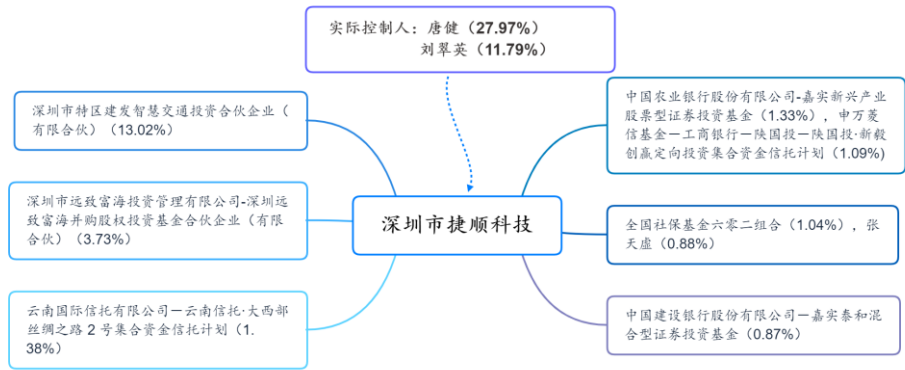 实际控制人：唐健（27.97%）
刘翠英（11.79%）
深圳市特区建发智慧交通投资合伙企业（
有限合伙）（13.02%）
深圳市远致富海投资管理有限公司-深圳远
致富海并购股权投资基金合伙企业（有限
合伙）（3.73%）
云南国际信托有限公司－云南信托·大西部
丝绸之路 2 号集合资金信托计划（1.
38%）
深圳市捷顺科技
中国农业银行股份有限公司-嘉实新兴产业
股票型证券投资基金（1.33%），申万菱
信基金－工商银行－陕国投－陕国投·新毅
创赢定向投资集合资金信托计划（1.09%)
全国社保基金六零二组合（1.04%），张
天虚（0.88%）
中国建设银行股份有限公司－嘉实泰和混
合型证券投资基金（0.87%）